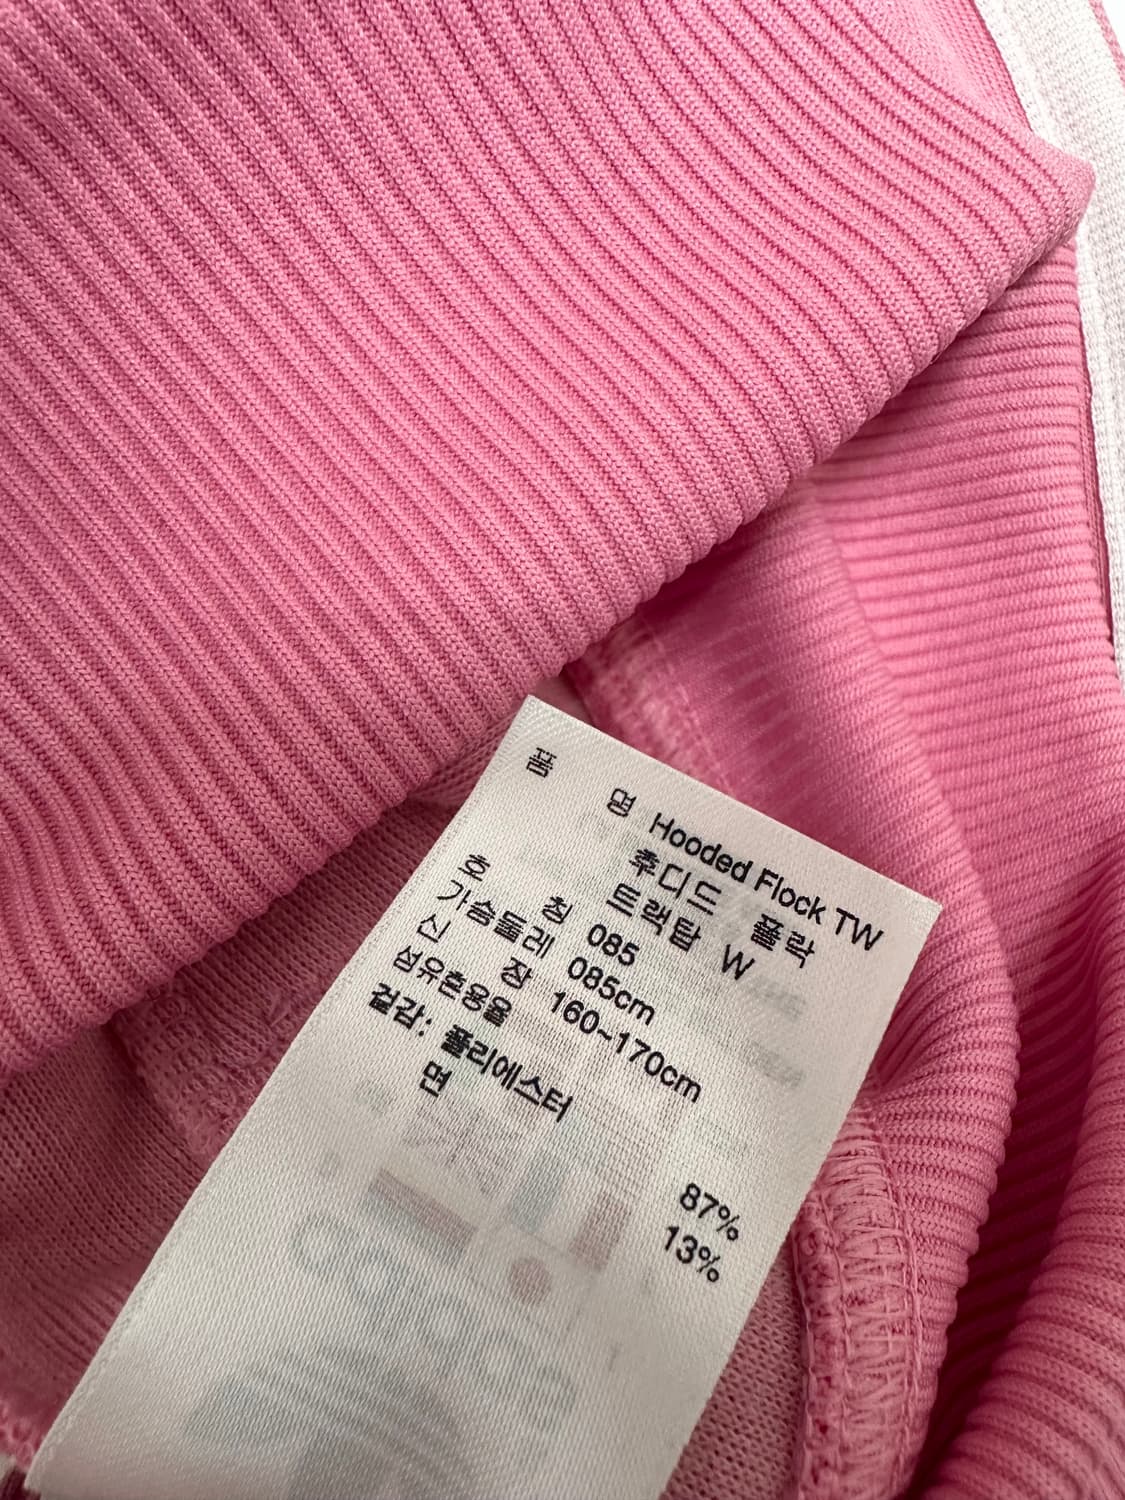 품 명 Hooded Flock TW
후디드 플락
트랙탑 W
호 칭 085
가슴둘레 085cm
신 장 160~170cm
섬유혼용율
겉감: 폴리에스터 87%
면 13%